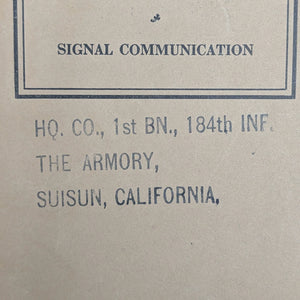 SIGNAL COMMUNICATION
HQ. CO., 1st BN., 184th INF.
THE ARMORY,
SUISUN, CALIFORNIA,